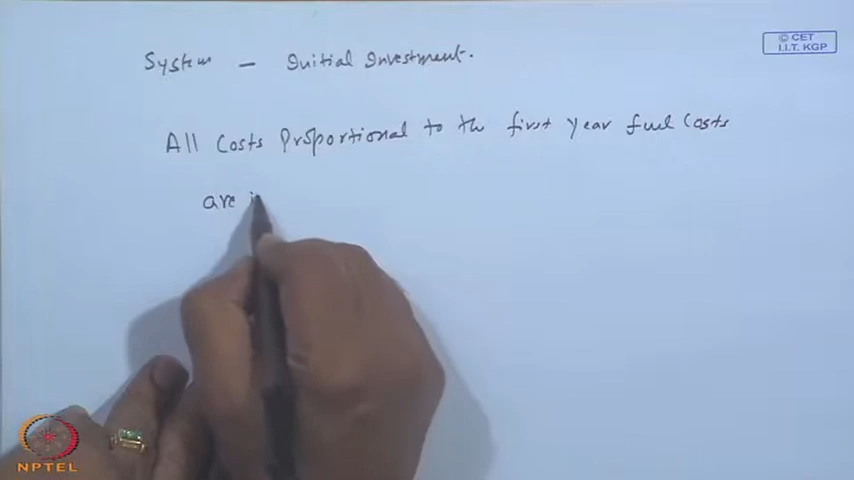 System – Initial Investment.
© CET
I.I.T. KGP
All Costs Proportional to the first year fuel Costs
are i
NPTEL